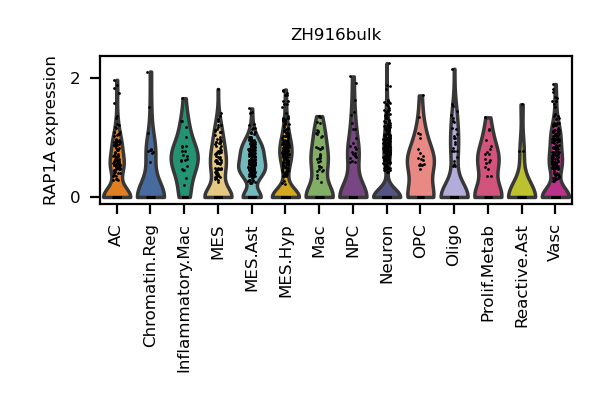 ZH916bulk
RAP1A expression
2
0
AC
Chromatin.Reg
Inflammatory.Mac
MES
MES.Ast
MES.Hyp
Mac
NPC
Neuron
OPC
Oligo
Prolif.Metab
Reactive.Ast
Vasc